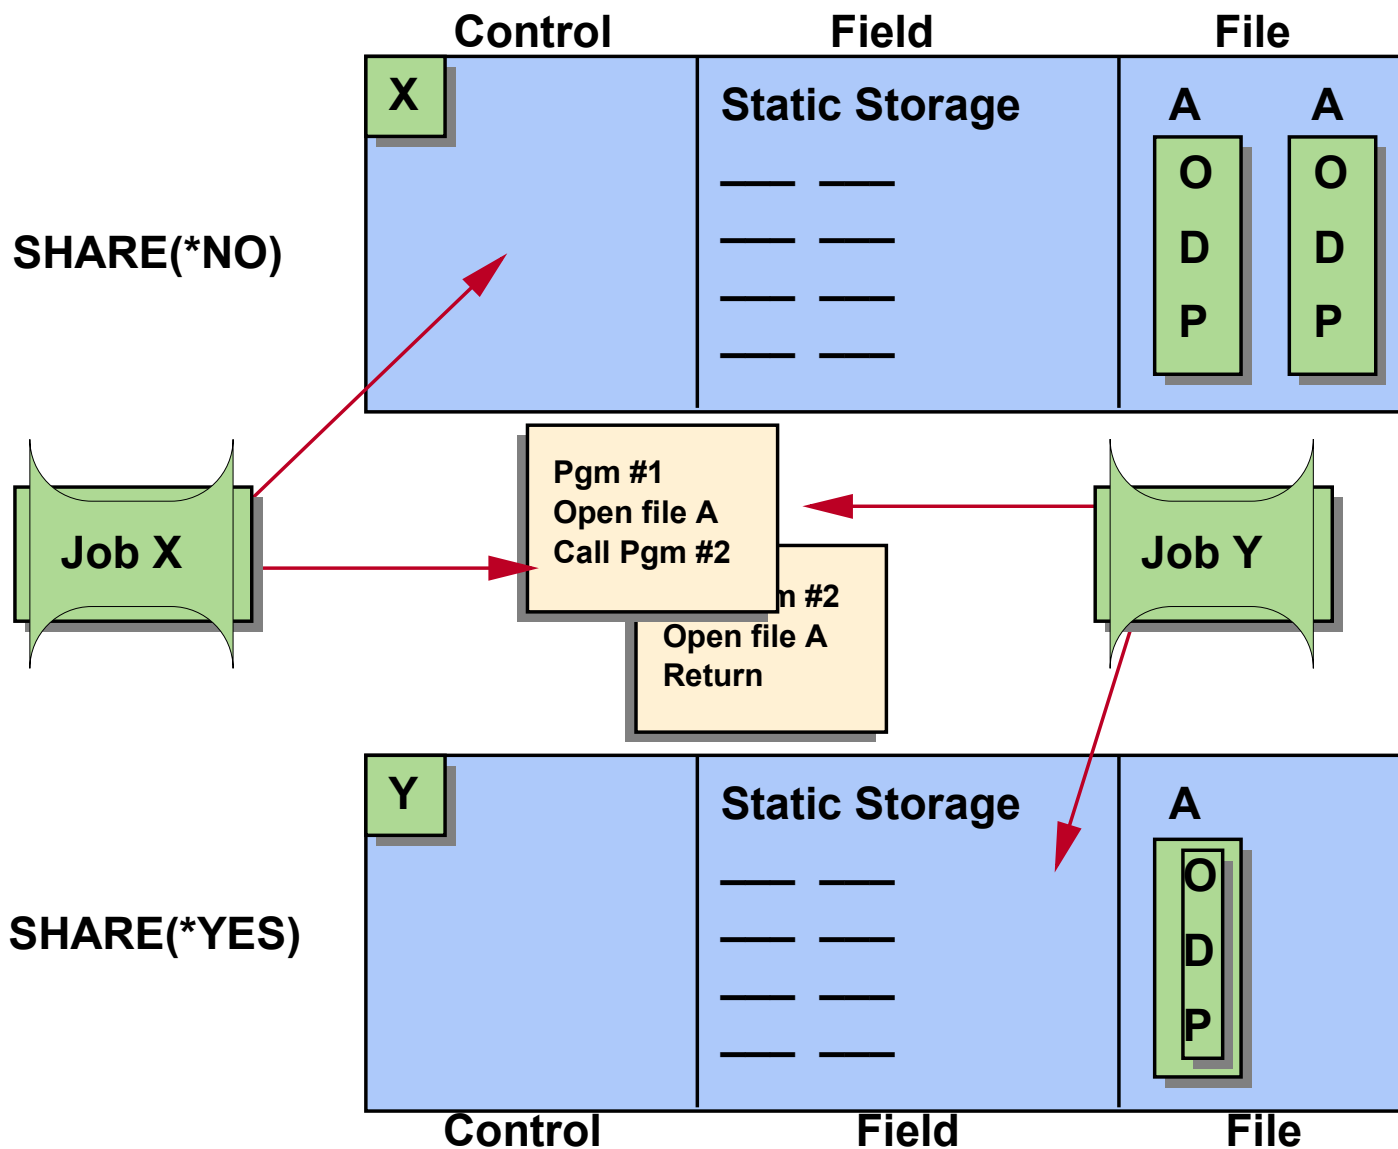 Control Field File
X
Static Storage
A A
O O
D D
P P
SHARE(*NO)
Pgm #1
Open file A
Call Pgm #2
Job X
Job Y
m #2
Open file A
Return
Y
Static Storage
A
O
D
P
SHARE(*YES)
Control Field File